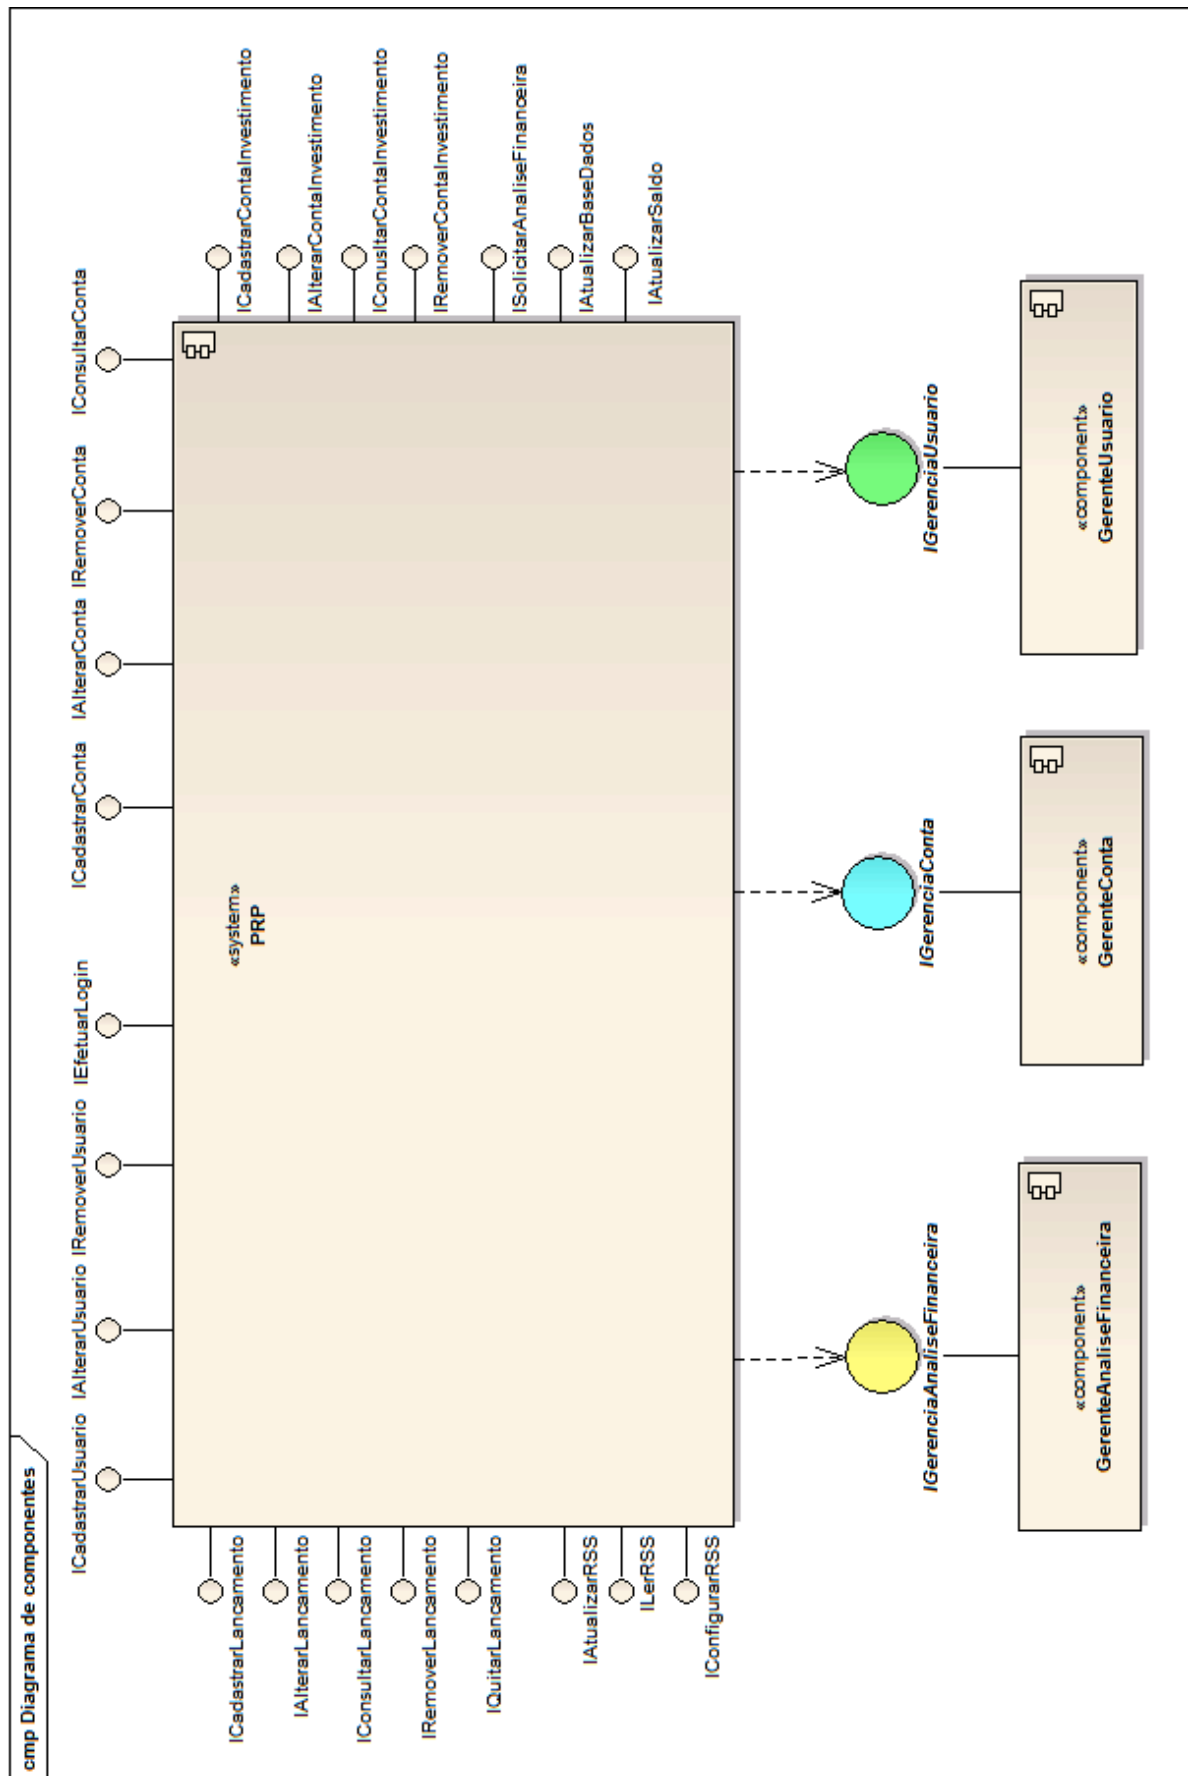 cmp Diagrama de componentes
ICadastrarUsuario
IAlterarUsuario
IRemoverUsuario
IEfetuarLogin
ICadastrarConta
IAlterarConta
IRemoverConta
IConsultarConta
ICadastrarLancamento
IAlterarLancamento
IConsultarLancamento
IRemoverLancamento
IQuitarLancamento
IAtualizarRSS
ILerRSS
IConfigurarRSS
«system»
PRP
ICadastrarContaInvestimento
IAlterarContaInvestimento
IConusltarContaInvestimento
IRemoverContaInvestimento
ISolicitarAnaliseFinanceira
IAtualizarBaseDados
IAtualizarSaldo
IGerenciaAnaliseFinanceira
IGerenciaConta
IGerenciaUsuario
«component»
GerenteAnaliseFinanceira
«component»
GerenteConta
«component»
GerenteUsuario